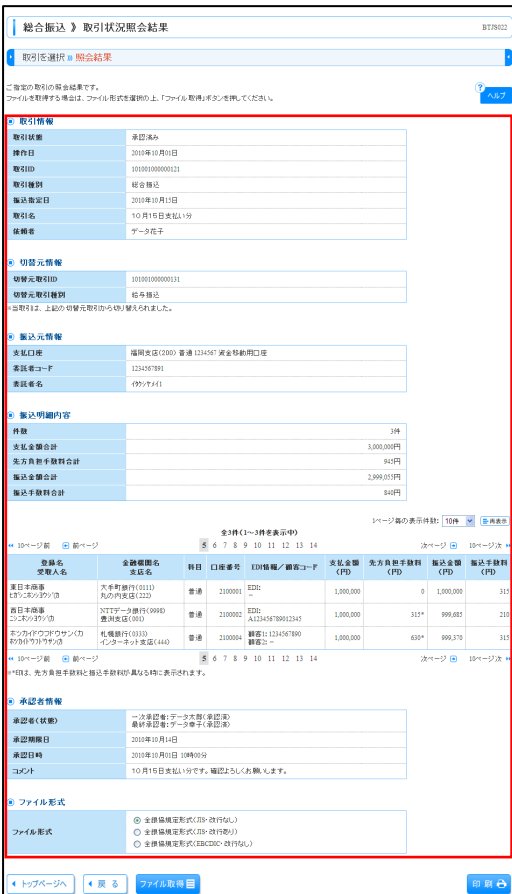 総合振込 》 取引状況照会結果
BTJS022
取引を選択 » 照会結果
ご指定の取引の照会結果です。
ファイルを取得する場合は、ファイル形式を選択の上、「ファイル取得」ボタンを押してください。
ヘルプ
取引情報
取引状態 承認済み
操作日 2010年10月01日
取引ID 101001000000121
取引種別 総合振込
振込指定日 2010年10月15日
取引名 10月15日支払い分
依頼者 データ花子
切替元情報
切替元取引ID 101001000000131
切替元取引種別 給与振込
※当取引は、上記の切替元取引から切り替えられました。
振込元情報
支払口座 福岡支店(200) 普通 1234567 資金移動用口座
委託者コード 1234567891
委託者名 イタクシヤメイ1
振込明細内容
件数 3件
支払金額合計 3,000,000円
先方負担手数料合計 945円
振込金額合計 2,999,055円
振込手数料合計 840円
1ページ毎の表示件数: 10件 再表示
全3件(1～3件を表示中)
10ページ前 前ページ 5 6 7 8 9 10 11 12 13 14 次ページ 10ページ次
登録名 受取人名 金融機関名 支店名 科目 口座番号 EDI情報/顧客コード 支払金額(円) 先方負担手数料(円) 振込金額(円) 振込手数料(円)
東日本商事 大手町銀行(0111) 丸の内支店(222) 普通 2100001 EDI: － 1,000,000 0 1,000,000 315
西日本商事 NTTデータ銀行(9998) 豊洲支店(001) 普通 2100002 EDI: A123456789012345 1,000,000 315* 999,685 210
ホッカイドウドウサン(カ 札幌銀行(0333) インターネット支店(444) 普通 2100004 顧客1: 1234567890 顧客2: － 1,000,000 630* 999,370 315
10ページ前 前ページ 5 6 7 8 9 10 11 12 13 14 次ページ 10ページ次
※*印は、先方負担手数料と振込手数料が異なる時に表示されます。
承認者情報
承認者(状態) 一次承認者：データ太郎(承認済)
最終承認者：データ幸子(承認済)
承認期限日 2010年10月14日
承認日時 2010年10月01日 10時00分
コメント 10月15日支払い分です。確認よろしくお願いします。
ファイル形式
ファイル形式 全銀協規定形式(JIS・改行なし)
全銀協規定形式(JIS・改行あり)
全銀協規定形式(EBCDIC・改行なし)
トップページへ 戻る ファイル取得 印刷